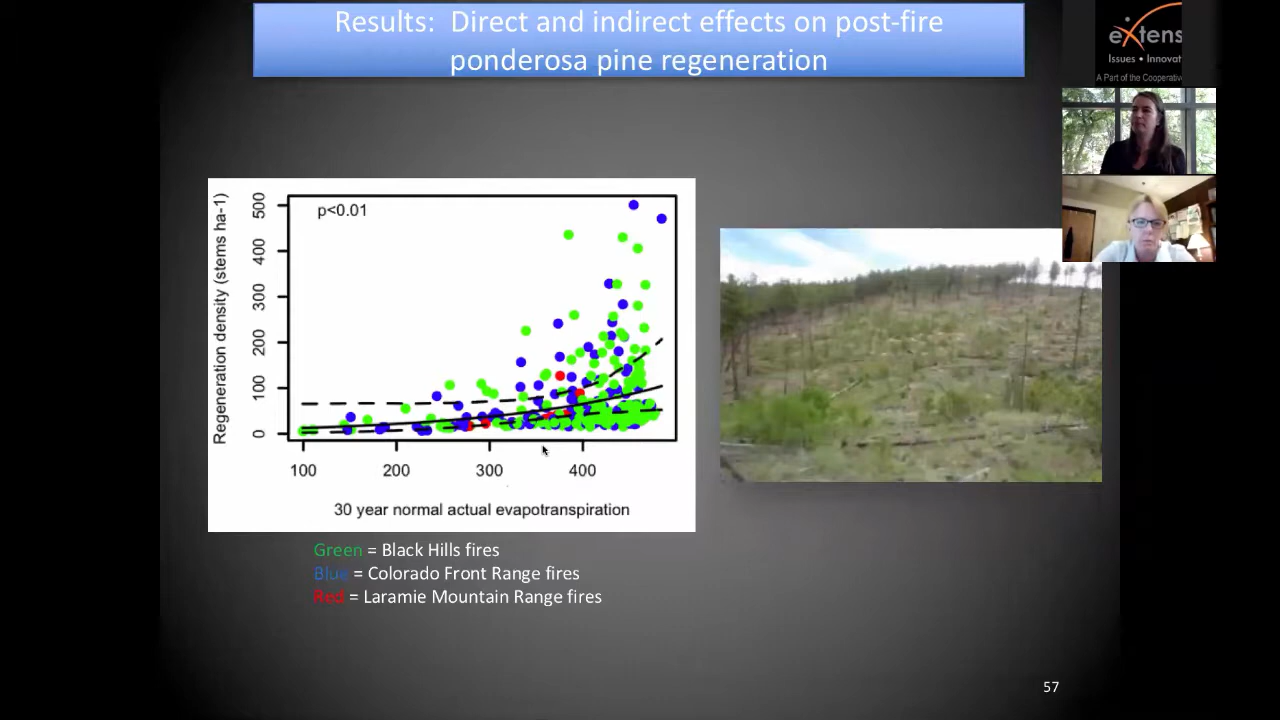 Results: Direct and indirect effects on post-fire
ponderosa pine regeneration
eXtens
Issues • Innovat
A Part of the Cooperativ
p<0.01
Regeneration density (stems ha-1)
500
400
300
200
100
0
100 200 300 400
30 year normal actual evapotranspiration
Green = Black Hills fires
Blue = Colorado Front Range fires
Red = Laramie Mountain Range fires
57